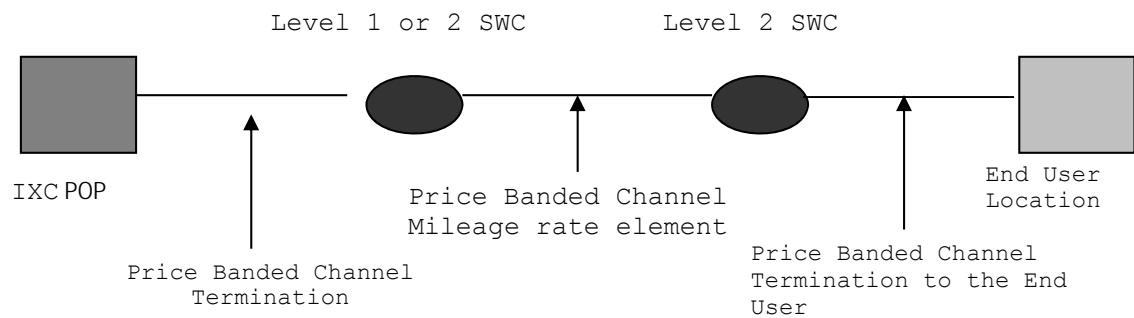 Level 1 or 2 SWC
Level 2 SWC
IXC POP
End User
Location
Price Banded Channel
Mileage rate element
Price Banded Channel
Termination
Price Banded Channel
Termination to the End
User